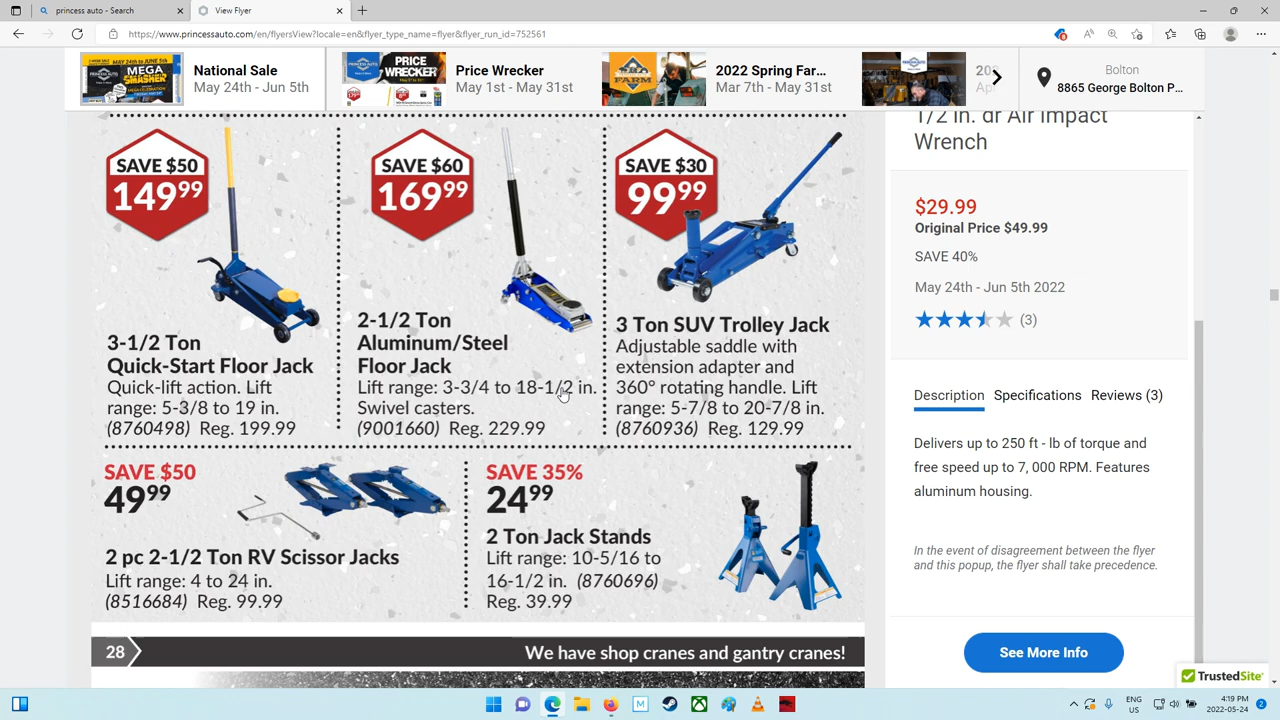 princess auto - Search
View Flyer
https://www.princessauto.com/en/flyersView?locale=en&flyer_type_name=flyer&flyer_run_id=752561
National Sale
May 24th - Jun 5th
Price Wrecker
May 1st - May 31st
2022 Spring Far...
Mar 7th - May 31st
Bolton
8865 George Bolton P...
SAVE $50
149.99
3-1/2 Ton
Quick-Start Floor Jack
Quick-lift action. Lift
range: 5-3/8 to 19 in.
(8760498) Reg. 199.99
SAVE $60
169.99
2-1/2 Ton
Aluminum/Steel
Floor Jack
Lift range: 3-3/4 to 18-1/2 in.
Swivel casters.
(9001660) Reg. 229.99
SAVE $30
99.99
3 Ton SUV Trolley Jack
Adjustable saddle with
extension adapter and
360° rotating handle. Lift
range: 5-7/8 to 20-7/8 in.
(8760936) Reg. 129.99
SAVE $50
49.99
2 pc 2-1/2 Ton RV Scissor Jacks
Lift range: 4 to 24 in.
(8516684) Reg. 99.99
SAVE 35%
24.99
2 Ton Jack Stands
Lift range: 10-5/16 to
16-1/2 in. (8760696)
Reg. 39.99
28
We have shop cranes and gantry cranes!
1/2 in. dr Air Impact
Wrench
$29.99
Original Price $49.99
SAVE 40%
May 24th - Jun 5th 2022
(3)
Description Specifications Reviews (3)
Delivers up to 250 ft - lb of torque and
free speed up to 7, 000 RPM. Features
aluminum housing.
In the event of disagreement between the flyer
and this popup, the flyer shall take precedence.
See More Info
TrustedSite
ENG
US
4:19 PM
2022-05-24